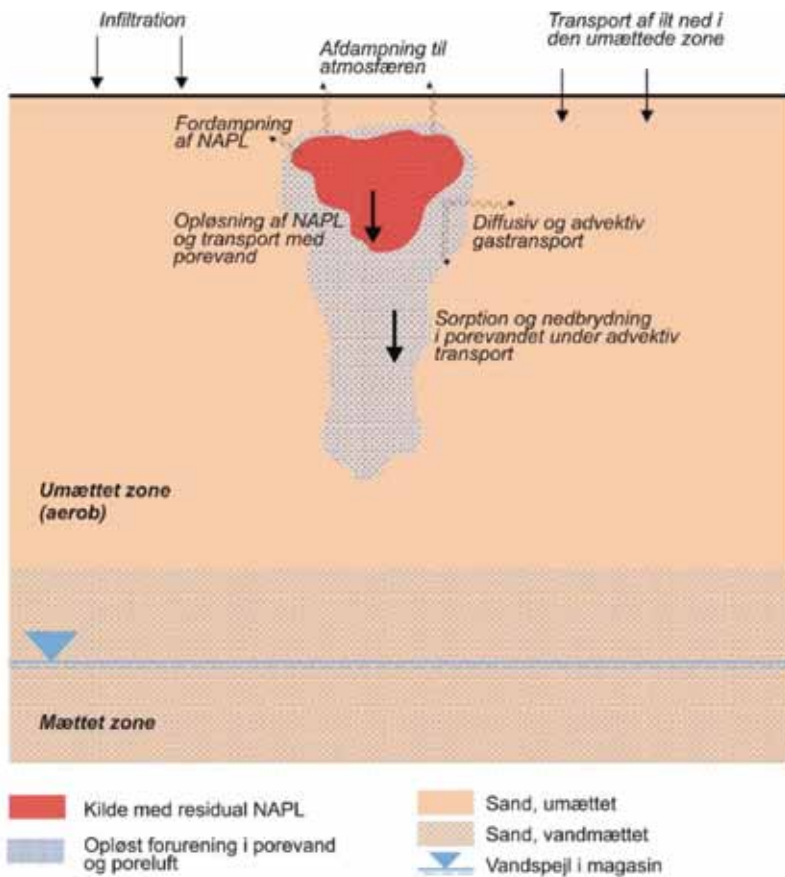 Infiltration
Afdampning til
atmosfæren
Transport af ilt ned i
den umættede zone
Fordampning
af NAPL
Opløsning af NAPL
og transport med
porevand
Diffusiv og advektiv
gastransport
Sorption og nedbrydning
i porevandet under advektiv
transport
Umættet zone
(aerob)
Mættet zone
Kilde med residual NAPL
Opløst forurening i porevand
og poreluft
Sand, umættet
Sand, vandmættet
Vandspejl i magasin